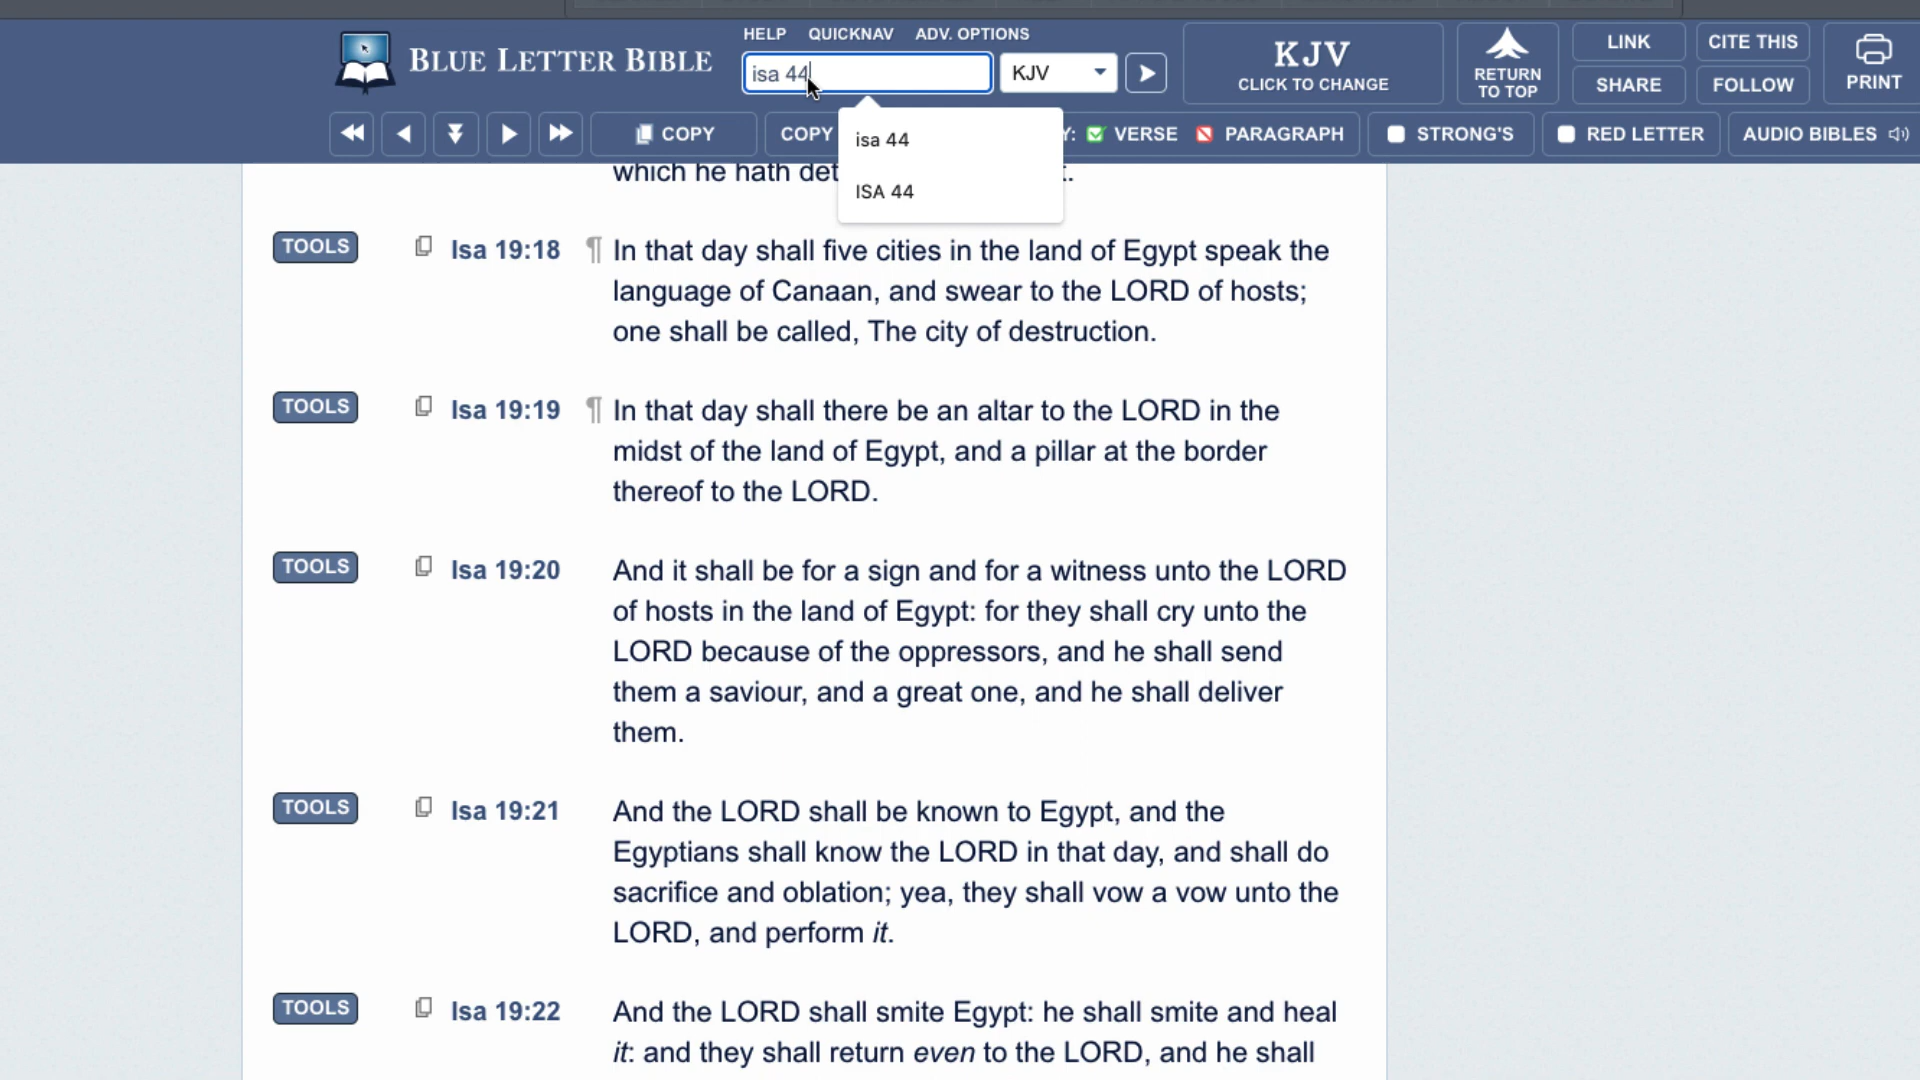 HELP QUICKNAV ADV. OPTIONS
BLUE LETTER BIBLE
isa 44
KJV
KJV
CLICK TO CHANGE
RETURN
TO TOP
LINK
CITE THIS
SHARE
FOLLOW
PRINT
COPY
COPY
Y: VERSE PARAGRAPH
STRONG'S
RED LETTER
AUDIO BIBLES
isa 44
ISA 44
which he hath det
TOOLS Isa 19:18 ¶ In that day shall five cities in the land of Egypt speak the
language of Canaan, and swear to the LORD of hosts;
one shall be called, The city of destruction.
TOOLS Isa 19:19 ¶ In that day shall there be an altar to the LORD in the
midst of the land of Egypt, and a pillar at the border
thereof to the LORD.
TOOLS Isa 19:20 And it shall be for a sign and for a witness unto the LORD
of hosts in the land of Egypt: for they shall cry unto the
LORD because of the oppressors, and he shall send
them a saviour, and a great one, and he shall deliver
them.
TOOLS Isa 19:21 And the LORD shall be known to Egypt, and the
Egyptians shall know the LORD in that day, and shall do
sacrifice and oblation; yea, they shall vow a vow unto the
LORD, and perform it.
TOOLS Isa 19:22 And the LORD shall smite Egypt: he shall smite and heal
it: and they shall return even to the LORD, and he shall